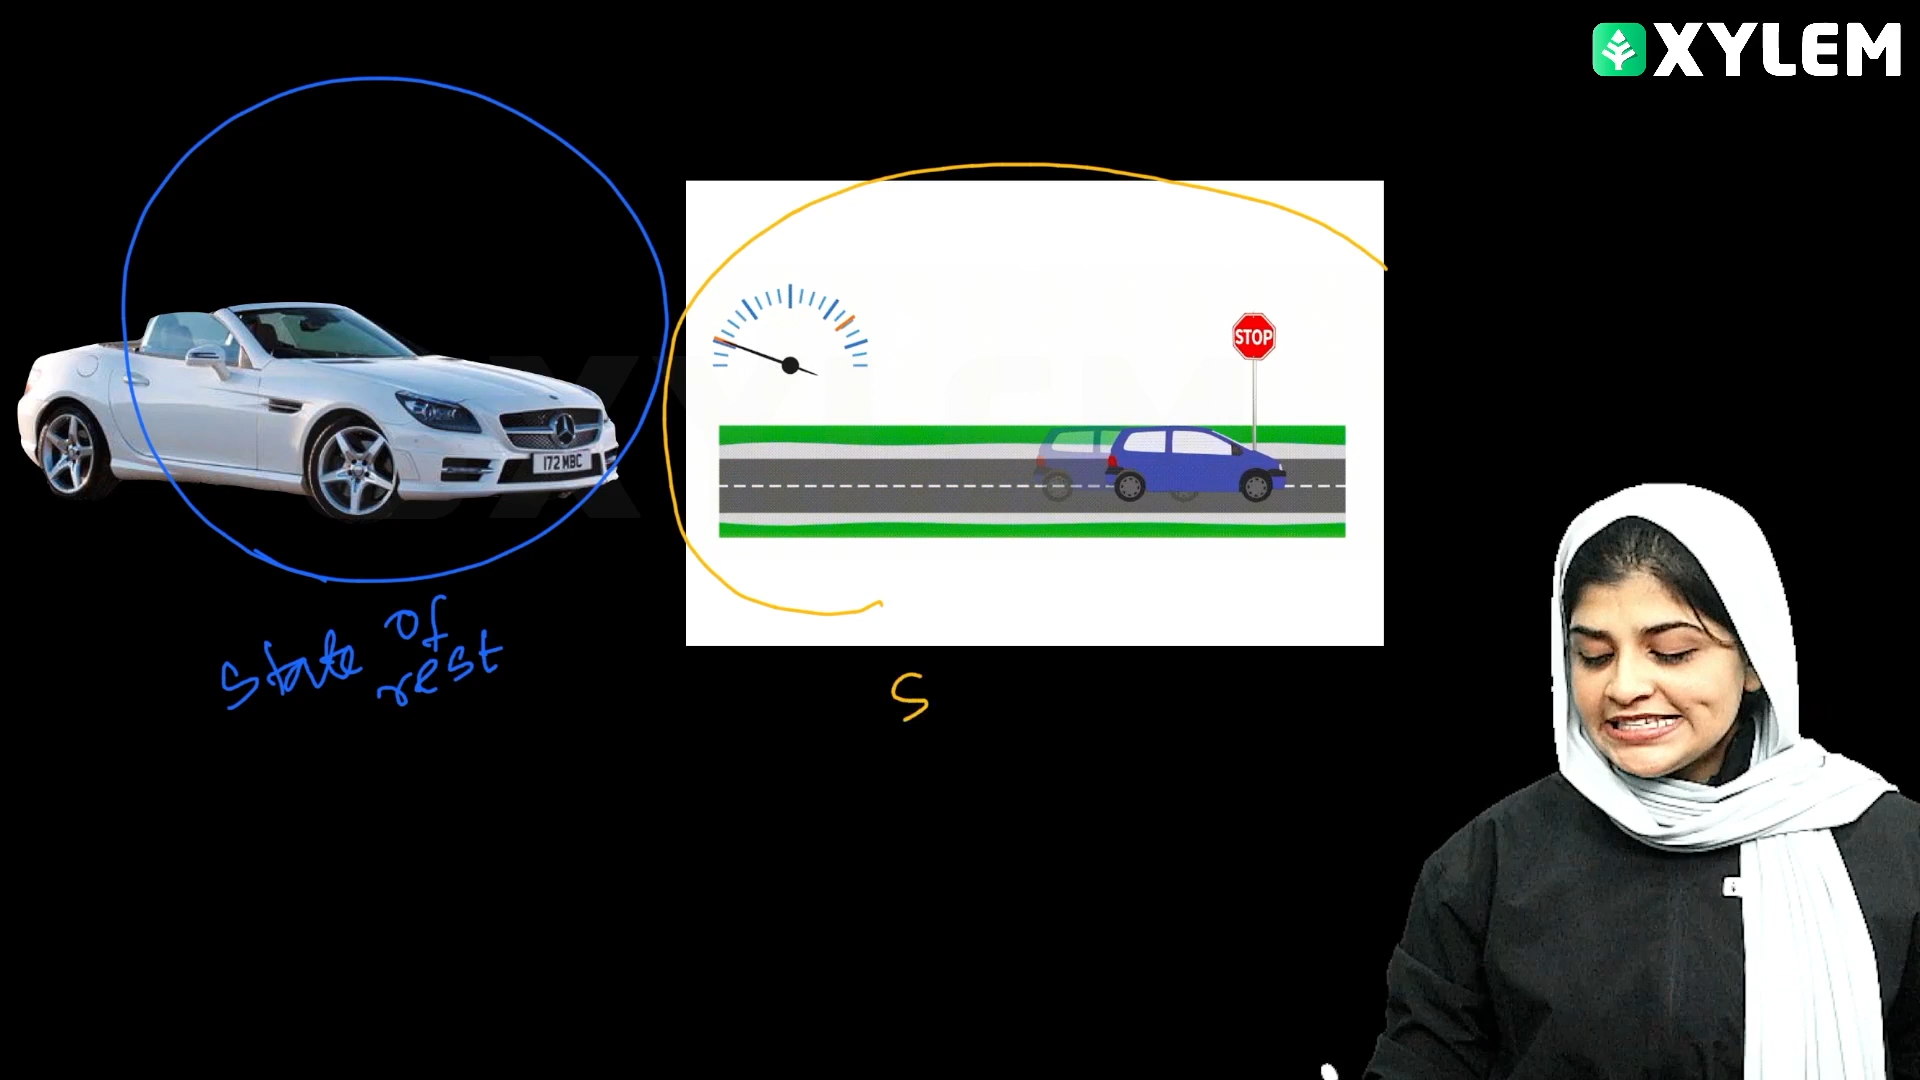 XYLEM
STOP
172 MBC
State of
rest
S